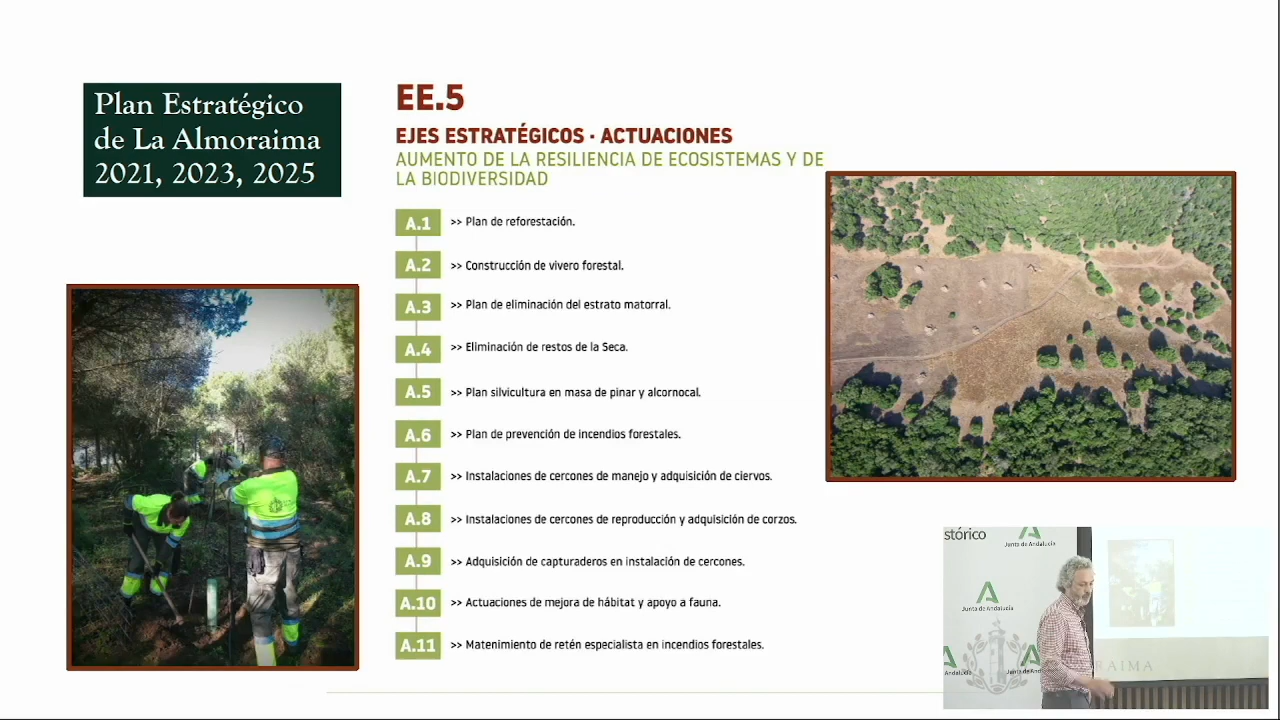 Plan Estratégico
de La Almoraima
2021, 2023, 2025
EE.5
EJES ESTRATÉGICOS · ACTUACIONES
AUMENTO DE LA RESILIENCIA DE ECOSISTEMAS Y DE
LA BIODIVERSIDAD
A.1 >> Plan de reforestación.
A.2 >> Construcción de vivero forestal.
A.3 >> Plan de eliminación del estrato matorral.
A.4 >> Eliminación de restos de la Seca.
A.5 >> Plan silvicultura en masa de pinar y alcornocal.
A.6 >> Plan de prevención de incendios forestales.
A.7 >> Instalaciones de cercones de manejo y adquisición de ciervos.
A.8 >> Instalaciones de cercones de reproducción y adquisición de corzos.
A.9 >> Adquisición de capturaderos en instalación de cercones.
A.10 >> Actuaciones de mejora de hábitat y apoyo a fauna.
A.11 >> Matenimiento de retén especialista en incendios forestales.
stórico
Junta de Andalucía
Junta de Andalucía
Andalucía
Junta de
RAIMA